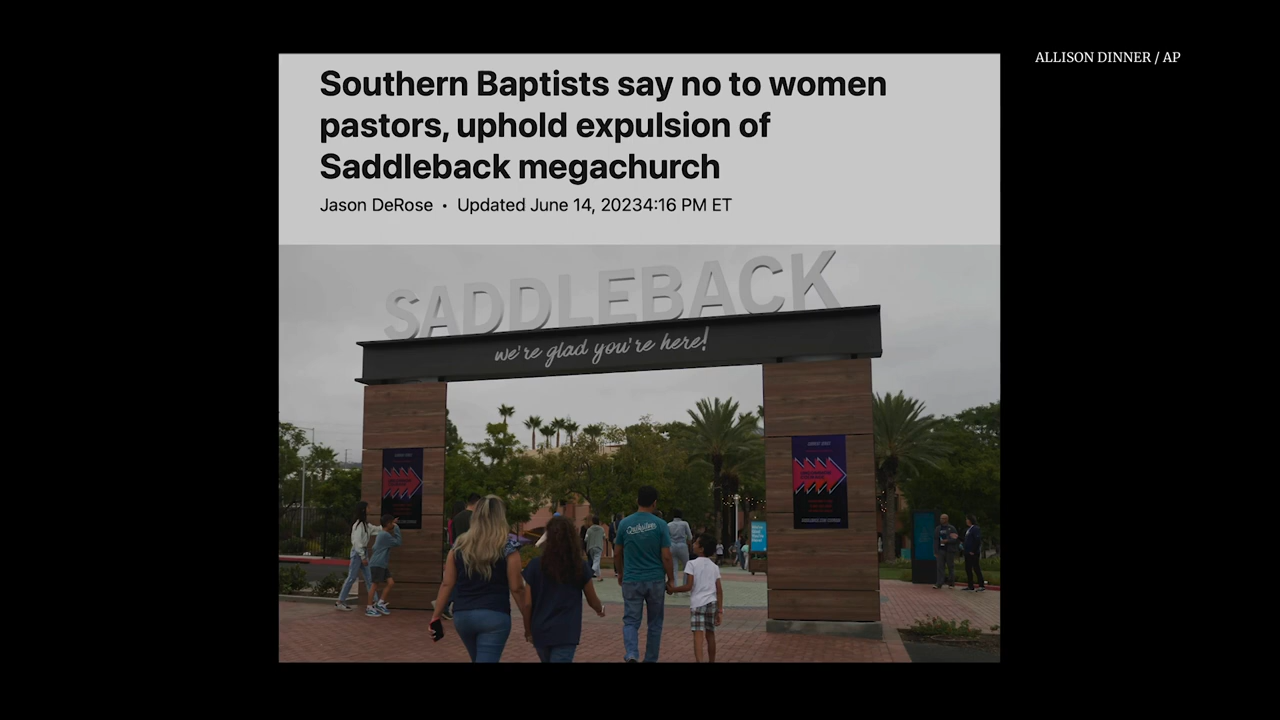 ALLISON DINNER / AP
Southern Baptists say no to women
pastors, uphold expulsion of
Saddleback megachurch
Jason DeRose • Updated June 14, 20234:16 PM ET
SADDLEBACK
we're glad you're here!
Quiksilver